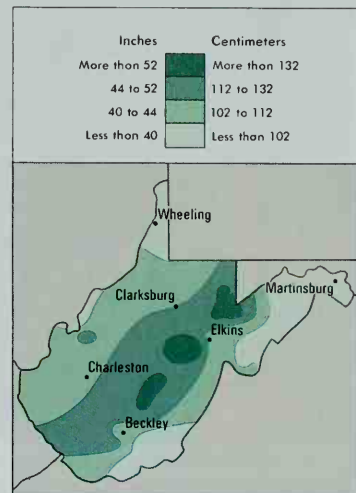 Inches Centimeters
More than 52 More than 132
44 to 52 112 to 132
40 to 44 102 to 112
Less than 40 Less than 102
Wheeling
Martinsburg
Clarksburg
Elkins
Charleston
Beckley